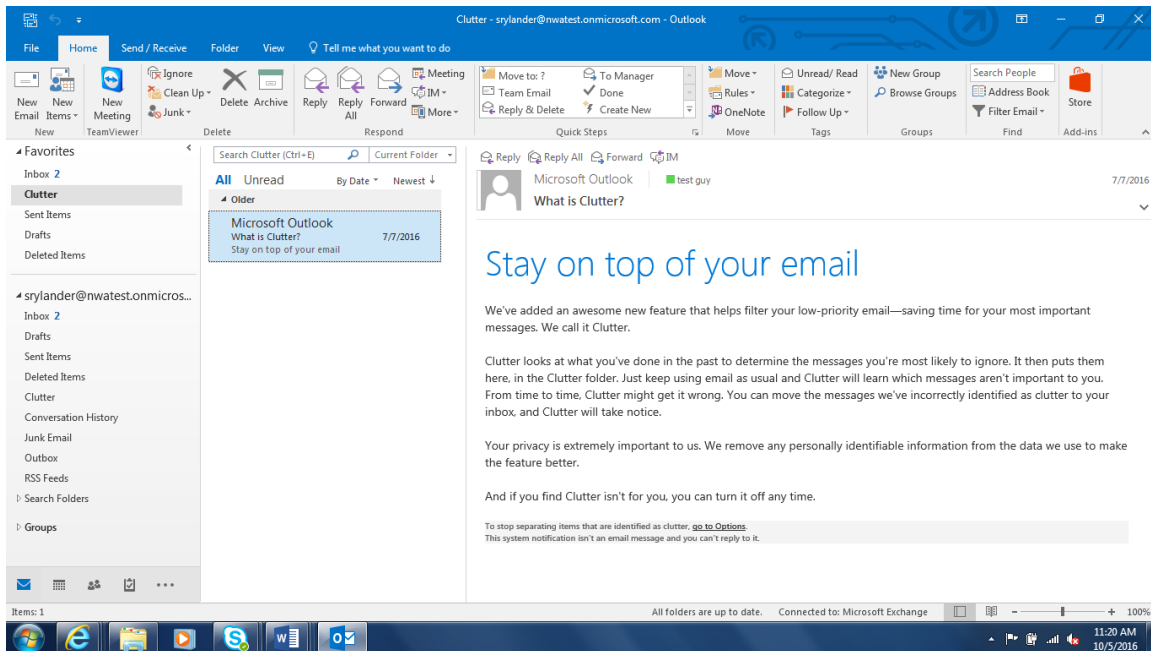 Clutter - srylander@nwatest.onmicrosoft.com - Outlook
File Home Send / Receive Folder View Tell me what you want to do
New Email
New Items
New
New Meeting
TeamViewer
Ignore
Clean Up
Junk
Delete Archive
Delete
Reply
Reply All
Forward
Meeting
IM
More
Respond
Move to: ?
Team Email
Reply & Delete
To Manager
Done
Create New
Quick Steps
Move
Rules
OneNote
Move
Unread/ Read
Categorize
Follow Up
Tags
New Group
Browse Groups
Groups
Search People
Address Book
Filter Email
Find
Store
Add-ins
Favorites
Inbox 2
Clutter
Sent Items
Drafts
Deleted Items
srylander@nwatest.onmicros...
Inbox 2
Drafts
Sent Items
Deleted Items
Clutter
Conversation History
Junk Email
Outbox
RSS Feeds
Search Folders
Groups
Search Clutter (Ctrl+E) Current Folder
All Unread By Date Newest
Older
Microsoft Outlook
What is Clutter? 7/7/2016
Stay on top of your email
Reply Reply All Forward IM
Microsoft Outlook test guy 7/7/2016
What is Clutter?
Stay on top of your email
We've added an awesome new feature that helps filter your low-priority email—saving time for your most important
messages. We call it Clutter.
Clutter looks at what you've done in the past to determine the messages you're most likely to ignore. It then puts them
here, in the Clutter folder. Just keep using email as usual and Clutter will learn which messages aren't important to you.
From time to time, Clutter might get it wrong. You can move the messages we've incorrectly identified as clutter to your
inbox, and Clutter will take notice.
Your privacy is extremely important to us. We remove any personally identifiable information from the data we use to make
the feature better.
And if you find Clutter isn't for you, you can turn it off any time.
To stop separating items that are identified as clutter, go to Options.
This system notification isn't an email message and you can't reply to it.
Items: 1 All folders are up to date. Connected to: Microsoft Exchange 100%
11:20 AM
10/5/2016